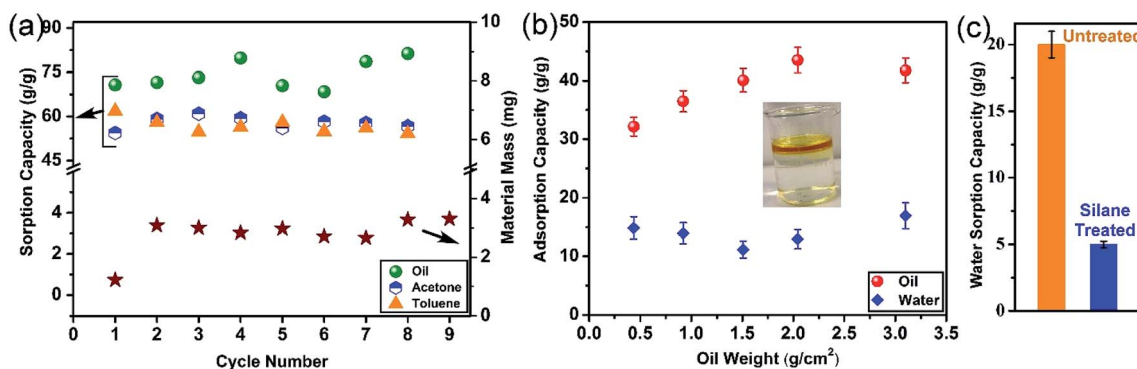 (a)
Sorption Capacity (g/g)
90
75
60
45
4
3
2
1
0
1 2 3 4 5 6 7 8 9
Cycle Number
10
8
6
4
2
0
Material Mass (mg)
Oil
Acetone
Toluene
(b)
Adsorption Capacity (g/g)
50
40
30
20
10
0
0.0 0.5 1.0 1.5 2.0 2.5 3.0 3.5
Oil Weight (g/cm²)
Oil
Water
(c)
Water Sorption Capacity (g/g)
20
15
10
5
0
Untreated
Silane
Treated